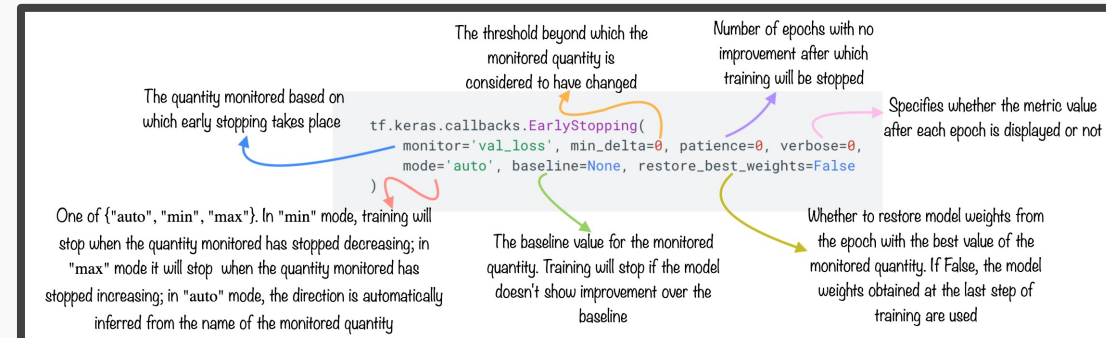 The threshold beyond which the
monitored quantity is
considered to have changed
Number of epochs with no
improvement after which
training will be stopped
The quantity monitored based on
which early stopping takes place
Specifies whether the metric value
after each epoch is displayed or not
tf.keras.callbacks.EarlyStopping(
monitor='val_loss', min_delta=0, patience=0, verbose=0,
mode='auto', baseline=None, restore_best_weights=False
)
One of {"auto", "min", "max"}. In "min" mode, training will
stop when the quantity monitored has stopped decreasing; in
"max" mode it will stop when the quantity monitored has
stopped increasing; in "auto" mode, the direction is automatically
inferred from the name of the monitored quantity
The baseline value for the monitored
quantity. Training will stop if the model
doesn't show improvement over the
baseline
Whether to restore model weights from
the epoch with the best value of the
monitored quantity. If False, the model
weights obtained at the last step of
training are used